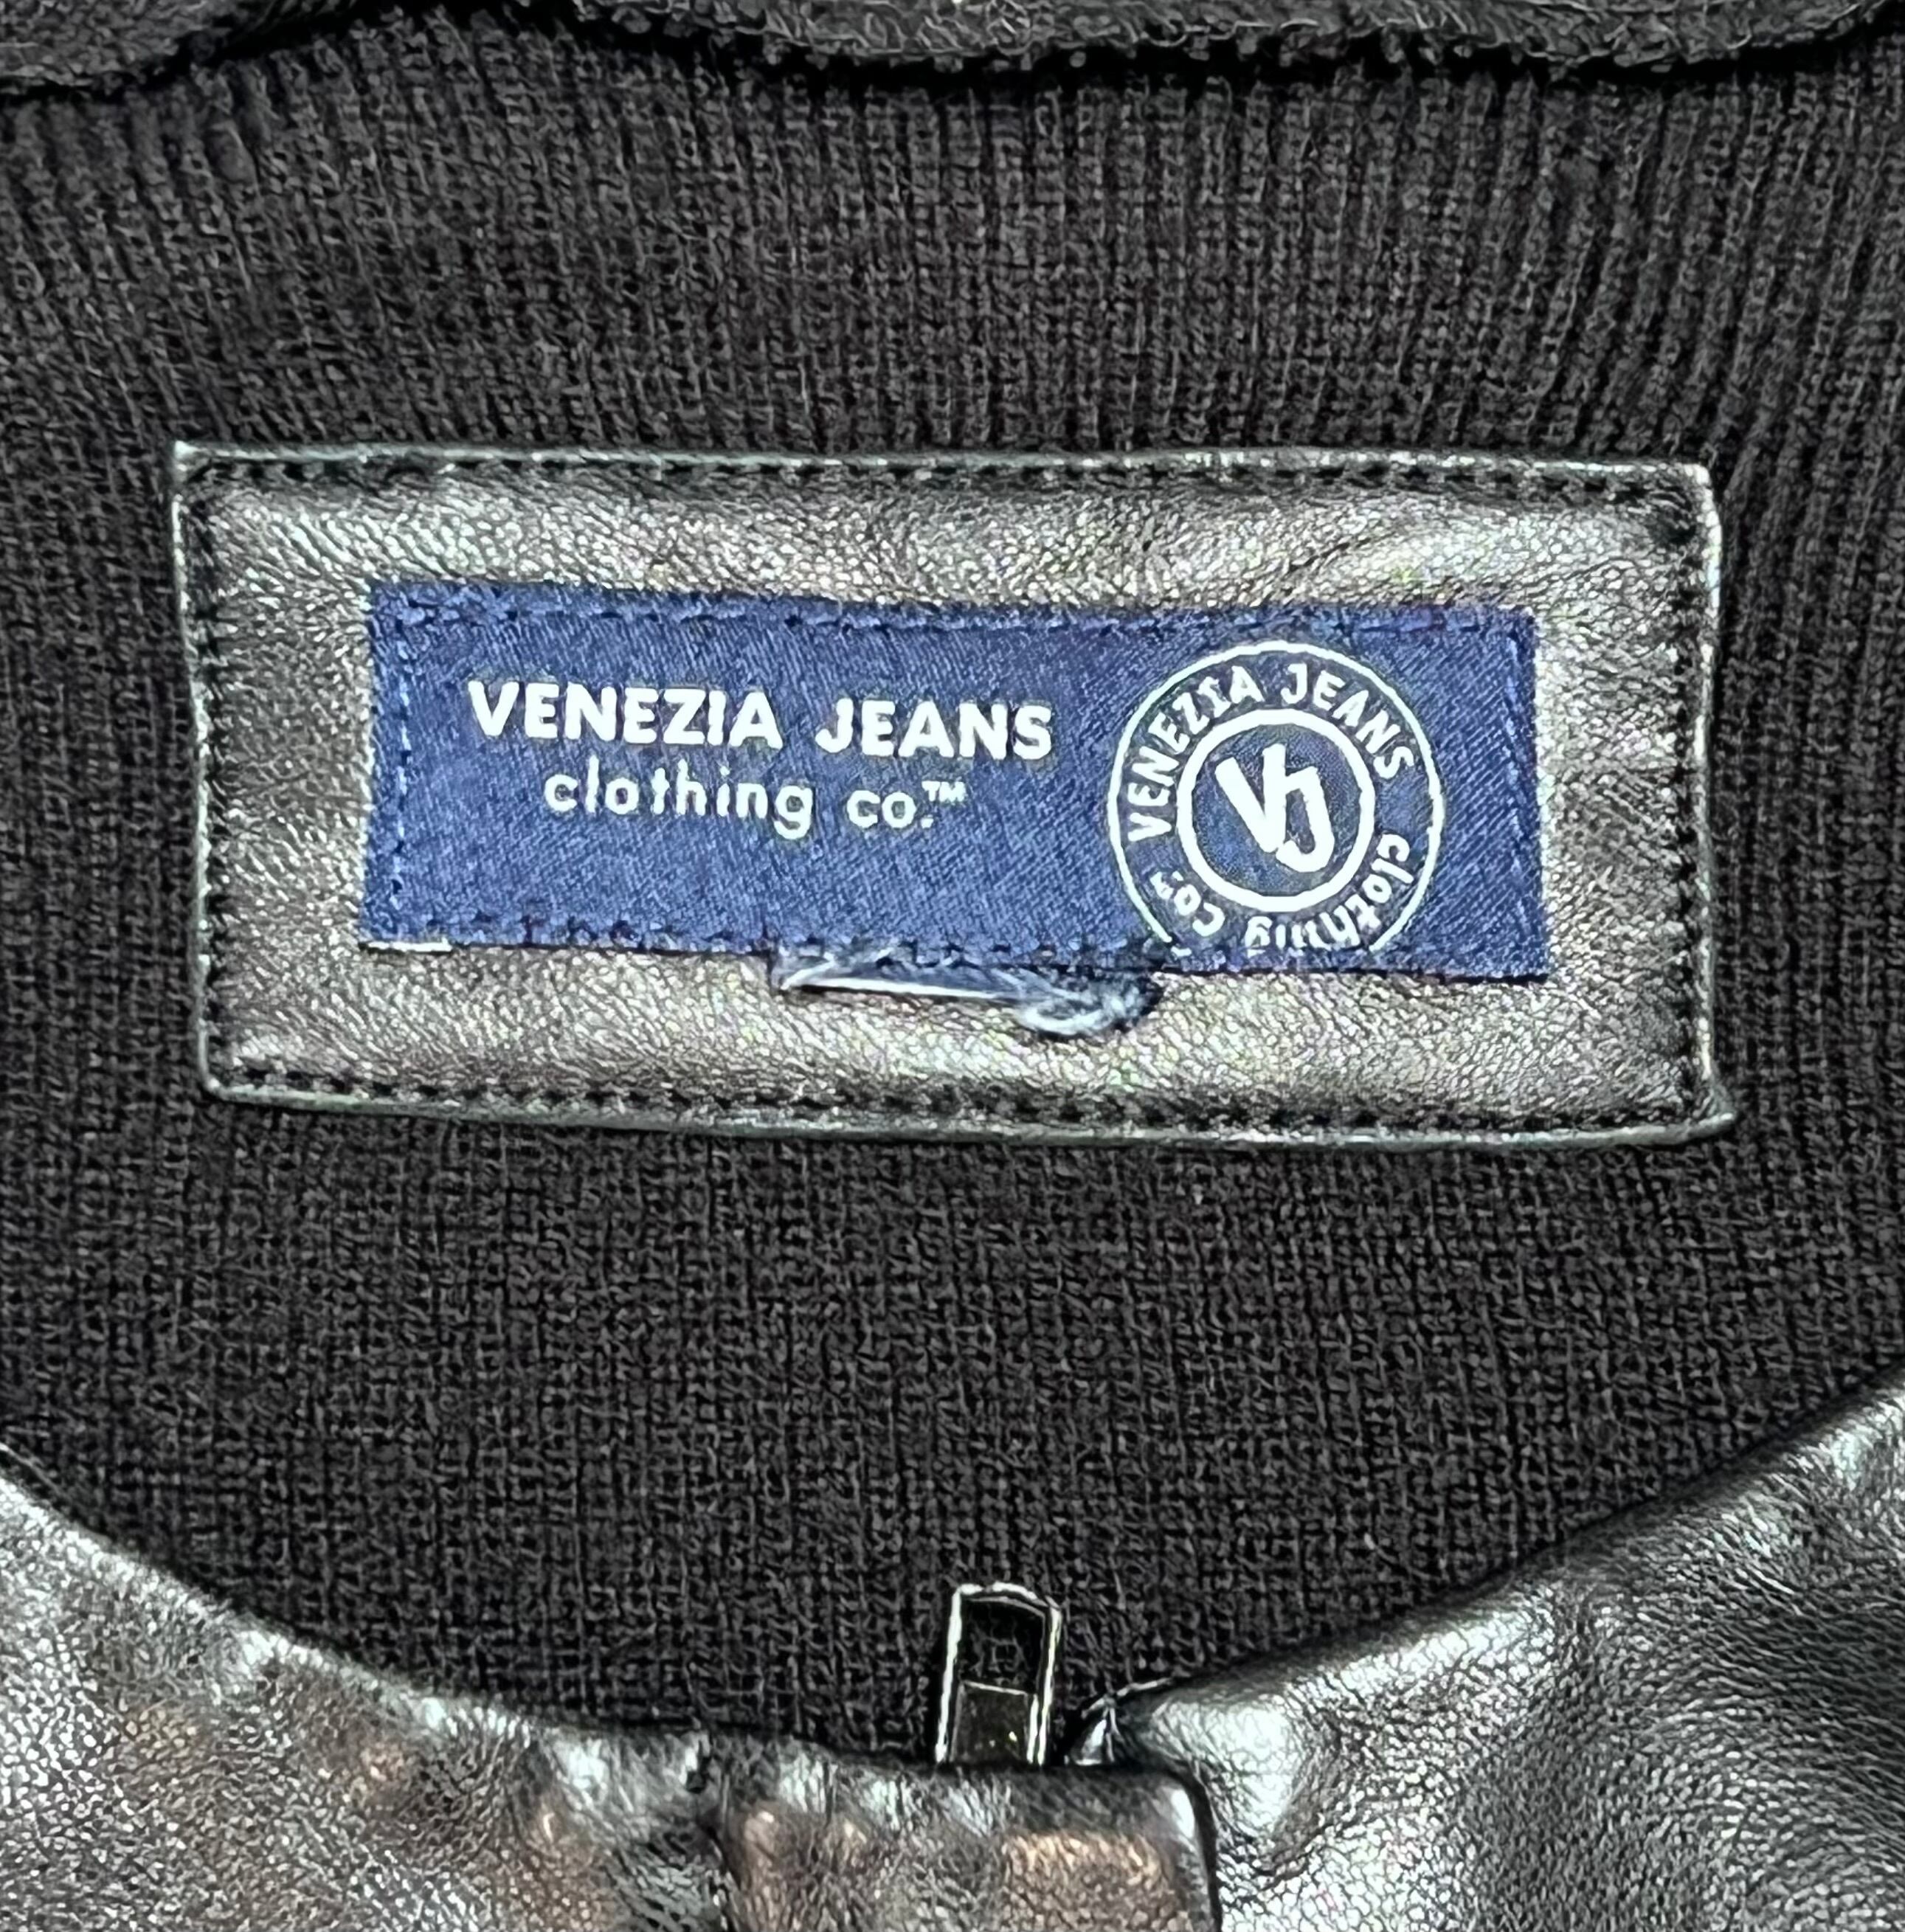 VENEZIA JEANS
clothing co.™
VENEZIA JEANS clothing co.™
VJ